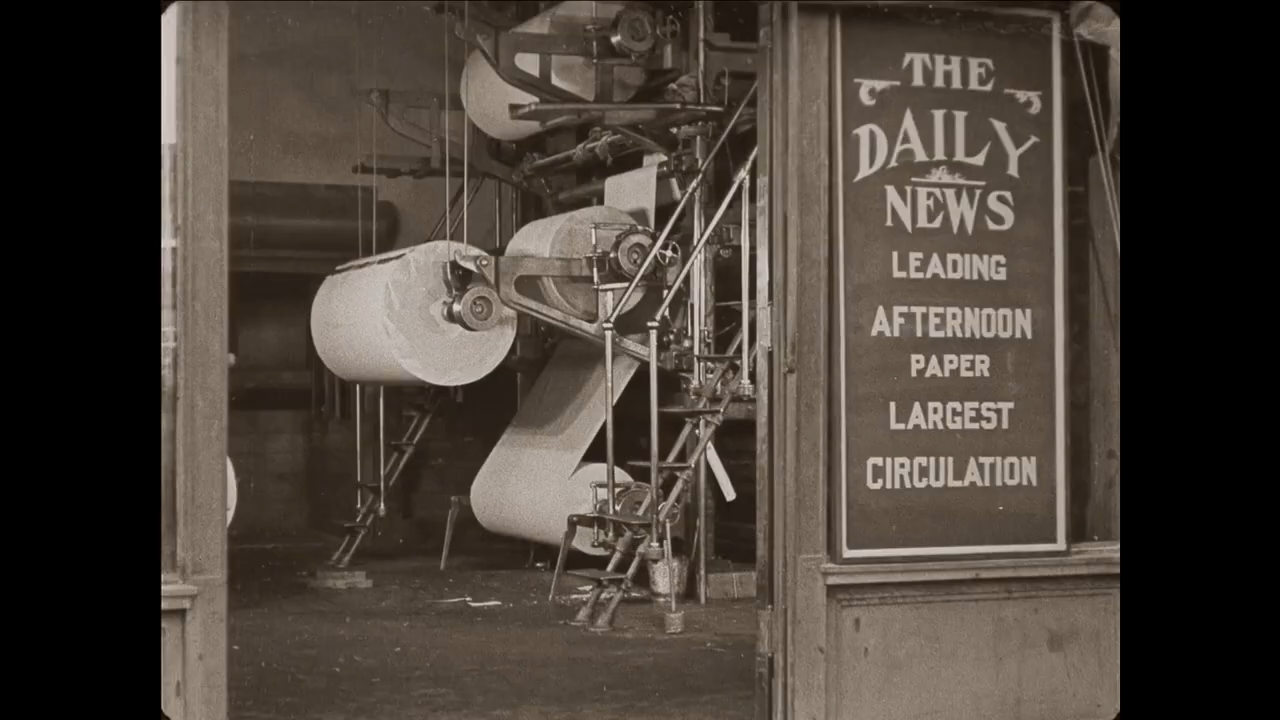 THE
DAILY
NEWS
LEADING
AFTERNOON
PAPER
LARGEST
CIRCULATION